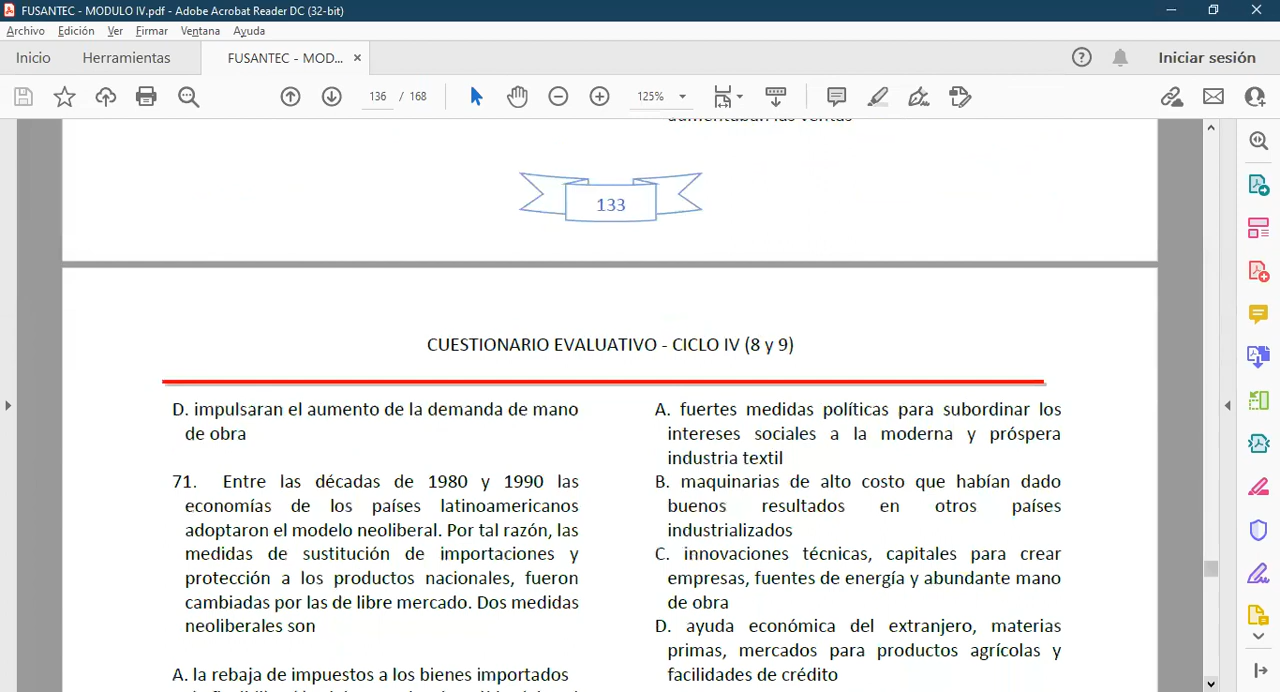 FUSANTEC - MODULO IV.pdf - Adobe Acrobat Reader DC (32-bit)
Archivo Edición Ver Firmar Ventana Ayuda
Inicio Herramientas FUSANTEC - MOD... × Iniciar sesión
136 / 168 125%
aumentaban las ventas
133
CUESTIONARIO EVALUATIVO - CICLO IV (8 y 9)
D. impulsaran el aumento de la demanda de mano
de obra
71. Entre las décadas de 1980 y 1990 las
economías de los países latinoamericanos
adoptaron el modelo neoliberal. Por tal razón, las
medidas de sustitución de importaciones y
protección a los productos nacionales, fueron
cambiadas por las de libre mercado. Dos medidas
neoliberales son
A. la rebaja de impuestos a los bienes importados
A. fuertes medidas políticas para subordinar los
intereses sociales a la moderna y próspera
industria textil
B. maquinarias de alto costo que habían dado
buenos resultados en otros países
industrializados
C. innovaciones técnicas, capitales para crear
empresas, fuentes de energía y abundante mano
de obra
D. ayuda económica del extranjero, materias
primas, mercados para productos agrícolas y
facilidades de crédito